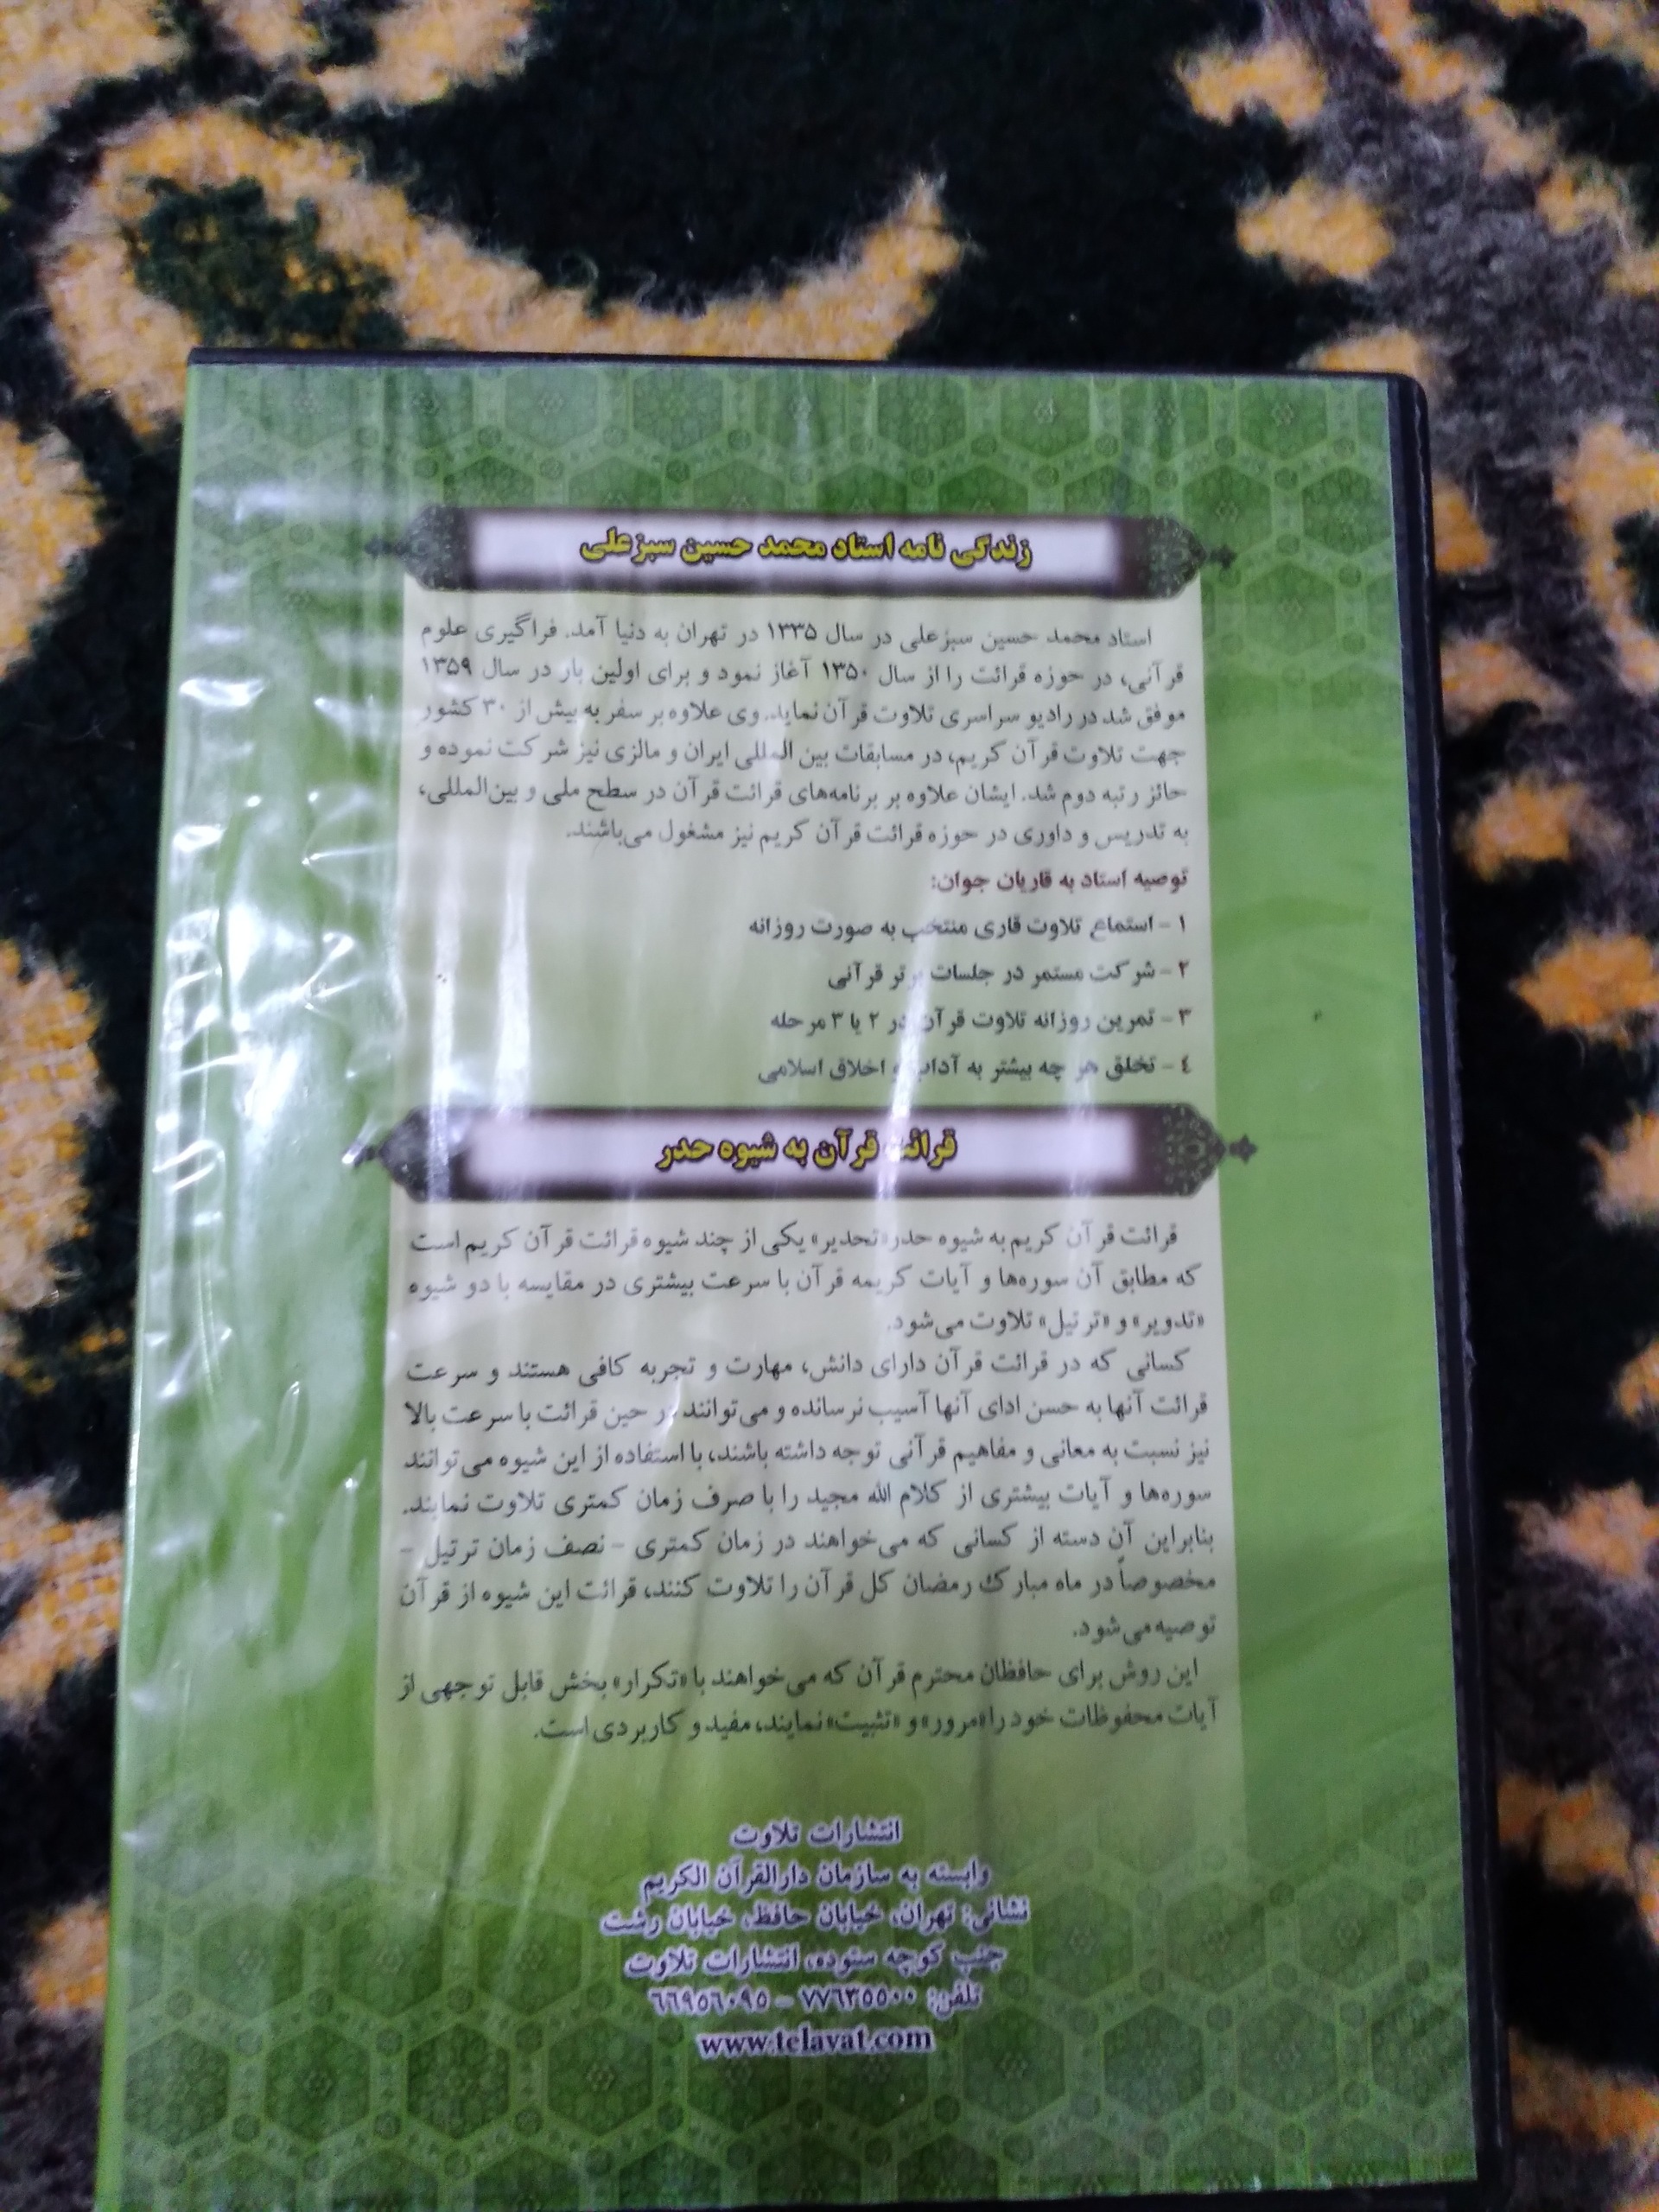 زندگی نامه استاد محمد حسین سبزعلی
استاد محمد حسین سبزعلی در سال ۱۳۳۵ در تهران به دنیا آمد. فراگیری علوم
قرآنی، در حوزه قرائت را از سال ۱۳۵۰ آغاز نمود و برای اولین بار در سال ۱۳۵۹
موفق شد در رادیو سراسری تلاوت قرآن نماید. وی علاوه بر سفر به بیش از ۳۰ کشور
جهت تلاوت قرآن کریم، در مسابقات بین المللی ایران و مالزی نیز شرکت نموده و
حائز رتبه دوم شد. ایشان علاوه بر برنامه‌های قرائت قرآن در سطح ملی و بین‌المللی،
به تدریس و داوری در حوزه قرائت قرآن کریم نیز مشغول می‌باشند.
توصیه استاد به قاریان جوان:
۱ - استماع تلاوت قاری منتخب به صورت روزانه
۲ - شرکت مستمر در جلسات برتر قرآنی
۳ - تمرین روزانه تلاوت قرآن در ۲ یا ۳ مرحله
٤ - تخلق هر چه بیشتر به آداب و اخلاق اسلامی
قرائت قرآن به شیوه حدر
قرائت قرآن کریم به شیوه حدر «تحدیر» یکی از چند شیوه قرائت قرآن کریم است
که مطابق آن سوره‌ها و آیات کریمه قرآن با سرعت بیشتری در مقایسه با دو شیوه
«تدویر» و «ترتیل» تلاوت می‌شود.
کسانی که در قرائت قرآن دارای دانش، مهارت و تجربه کافی هستند و سرعت
قرائت آنها به حسن ادای آنها آسیب نرسانده و می‌توانند در حین قرائت با سرعت بالا
نیز نسبت به معانی و مفاهیم قرآنی توجه داشته باشند، با استفاده از این شیوه می‌توانند
سوره‌ها و آیات بیشتری از کلام الله مجید را با صرف زمان کمتری تلاوت نمایند.
بنابراین آن دسته از کسانی که می‌خواهند در زمان کمتری - نصف زمان ترتیل -
مخصوصاً در ماه مبارک رمضان کل قرآن را تلاوت کنند، قرائت این شیوه از قرآن
توصیه می‌شود.
این روش برای حافظان محترم قرآن که می‌خواهند با «تکرار» بخش قابل توجهی از
آیات محفوظات خود را «مرور» و «تثبیت» نمایند، مفید و کاربردی است.
انتشارات تلاوت
وابسته به سازمان دارالقرآن الکریم
نشانی: تهران، خیابان حافظ، خیابان رشت
جنب کوچه ستوده، انتشارات تلاوت
تلفن: ۷۷٦۳٥٥۰۰ - ٦٦۹٥٦۰۹٥
www.telavat.com